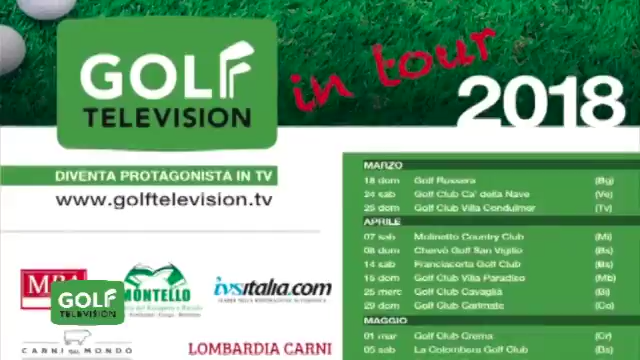 GOLF
TELEVISION
in tour
2018
DIVENTA PROTAGONISTA IN TV
www.golftelevision.tv
MARZO
18 dom Golf Rossera (Bg)
24 sab Golf Club Ca' della Nave (Ve)
25 dom Golf Club Villa Condulmer (Tv)
APRILE
07 sab Molinetto Country Club (Mi)
08 dom Chervò Golf San Vigilio (Bs)
14 sab Franciacorta Golf Club (Bs)
15 dom Golf Club Villa Paradiso (Mb)
25 merc Golf Club Cavaglià (Bi)
29 dom Golf Club Carimate (Co)
MAGGIO
01 mar Golf Club Crema (Cr)
05 sab La Colombera Golf Club (Bs)
MONTELLO
ivsitalia.com
GOLF
TELEVISION
CARNI MONDO
LOMBARDIA CARNI